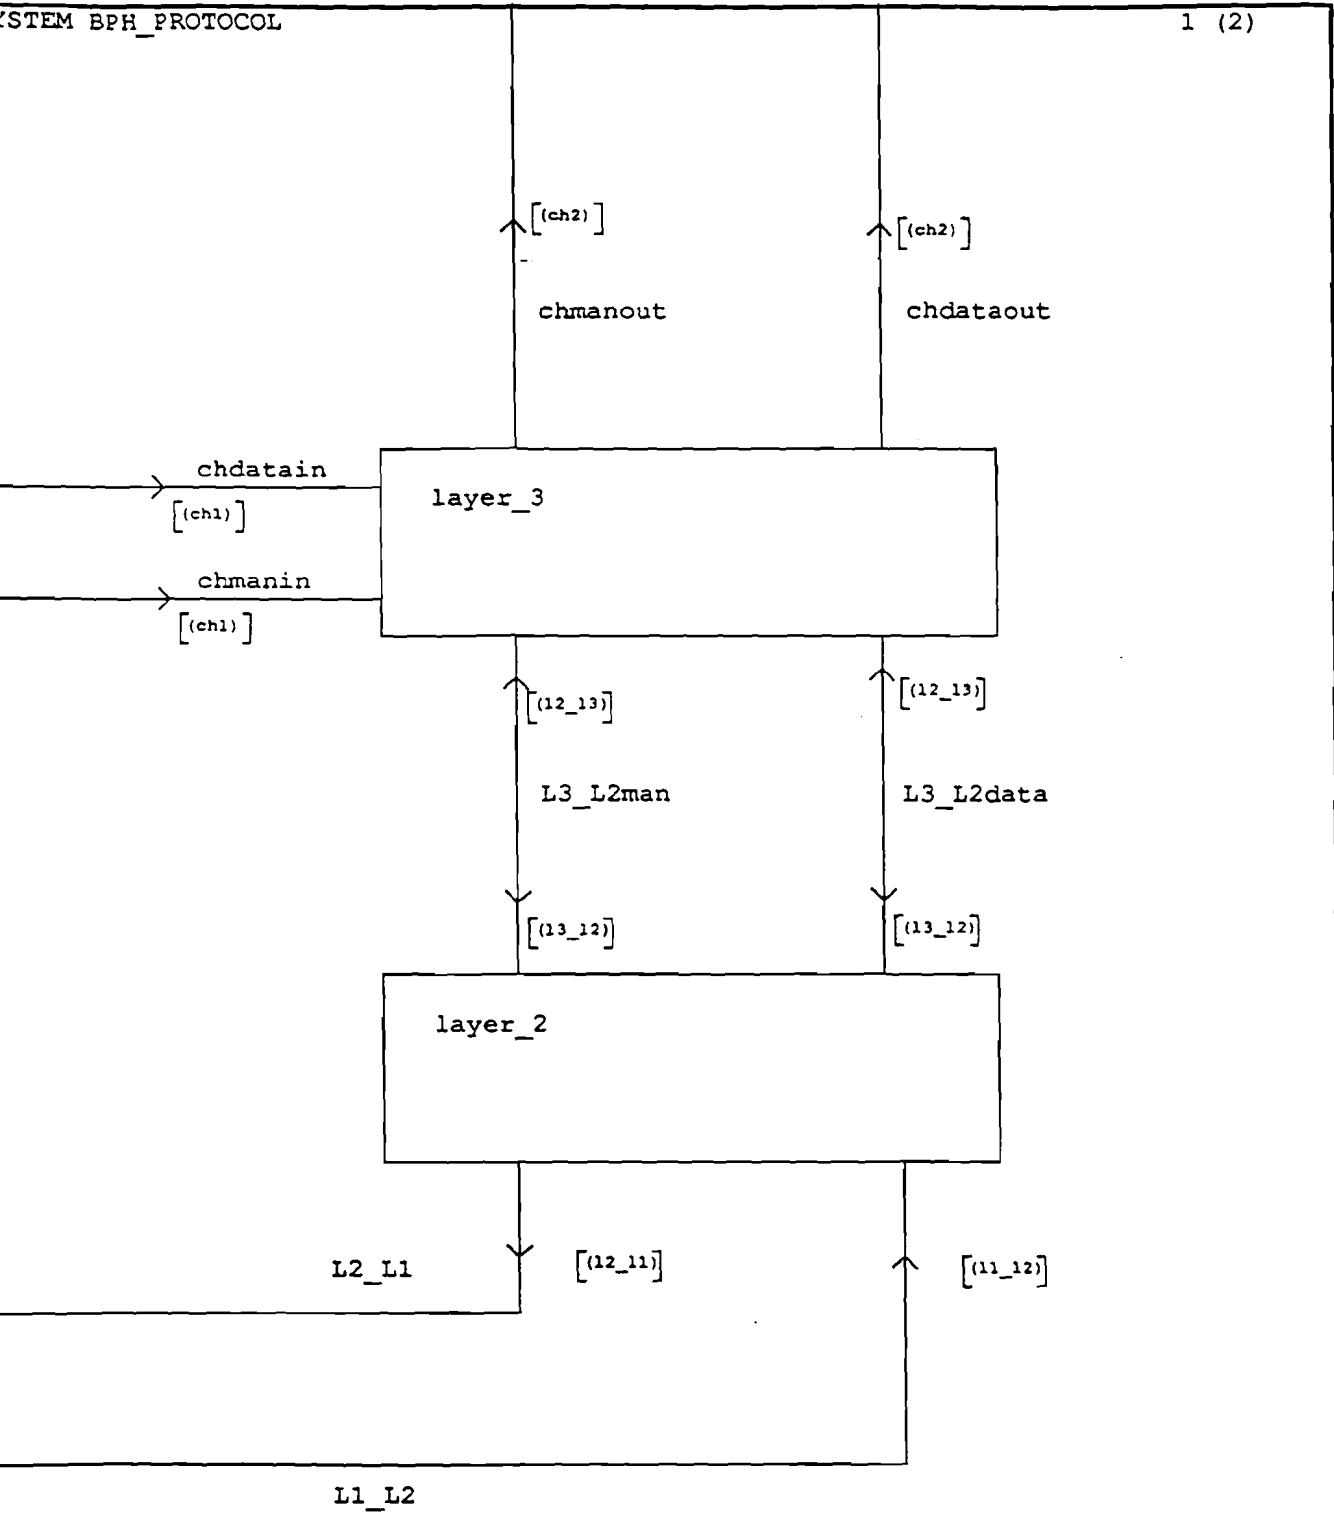 YSTEM BPH_PROTOCOL 1 (2)
[(ch2)]
[(ch2)]
chmanout
chdataout
chdatain
[(ch1)]
layer_3
chmanin
[(ch1)]
[(l2_l3)]
[(l2_l3)]
L3_L2man
L3_L2data
[(l3_l2)]
[(l3_l2)]
layer_2
L2_L1
[(l2_l1)]
[(l1_l2)]
L1_L2